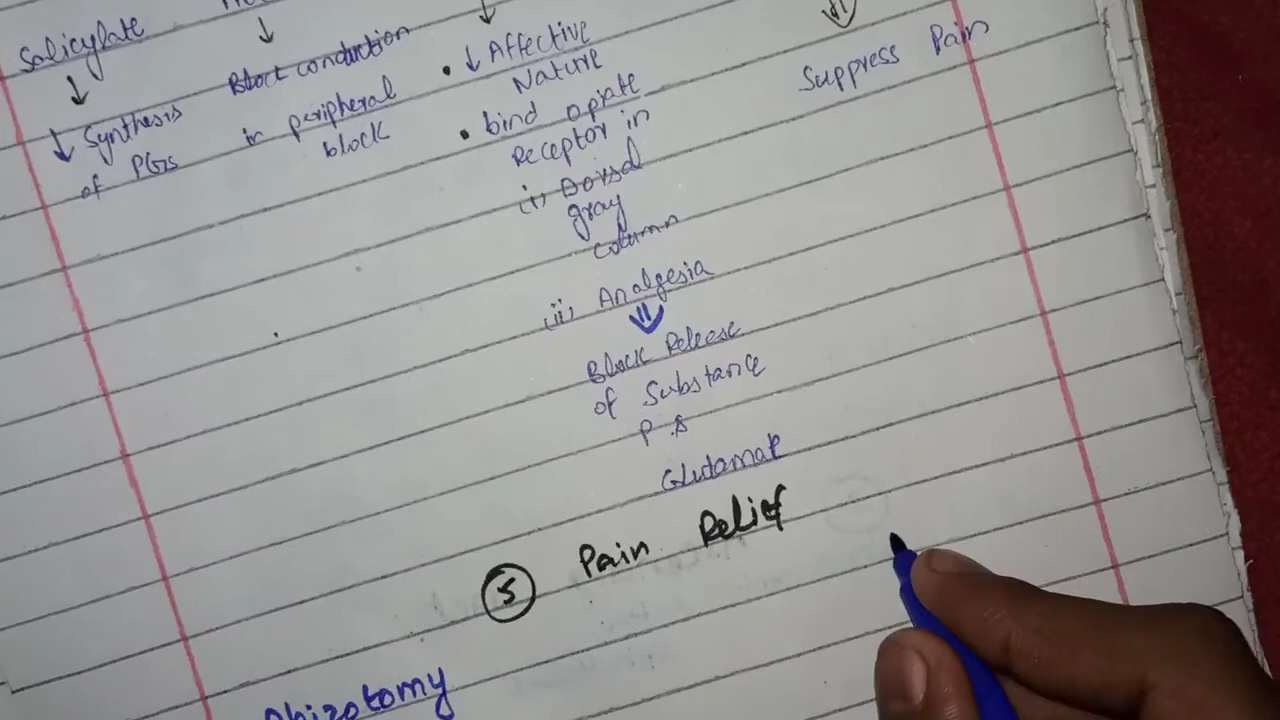 Salicylate
↓
↓ Synthesis
of PGs
↓
Block conduction
in peripheral
block
↓
• ↓ Affective
Nature
• bind opiate
Receptor in
(i) Dorsal
gray
column
(ii) Analgesia
⇓
Block Release
of Substance
P &
Glutamate
⇓
Suppress Pain
⑤ Pain Relief
Rhizotomy